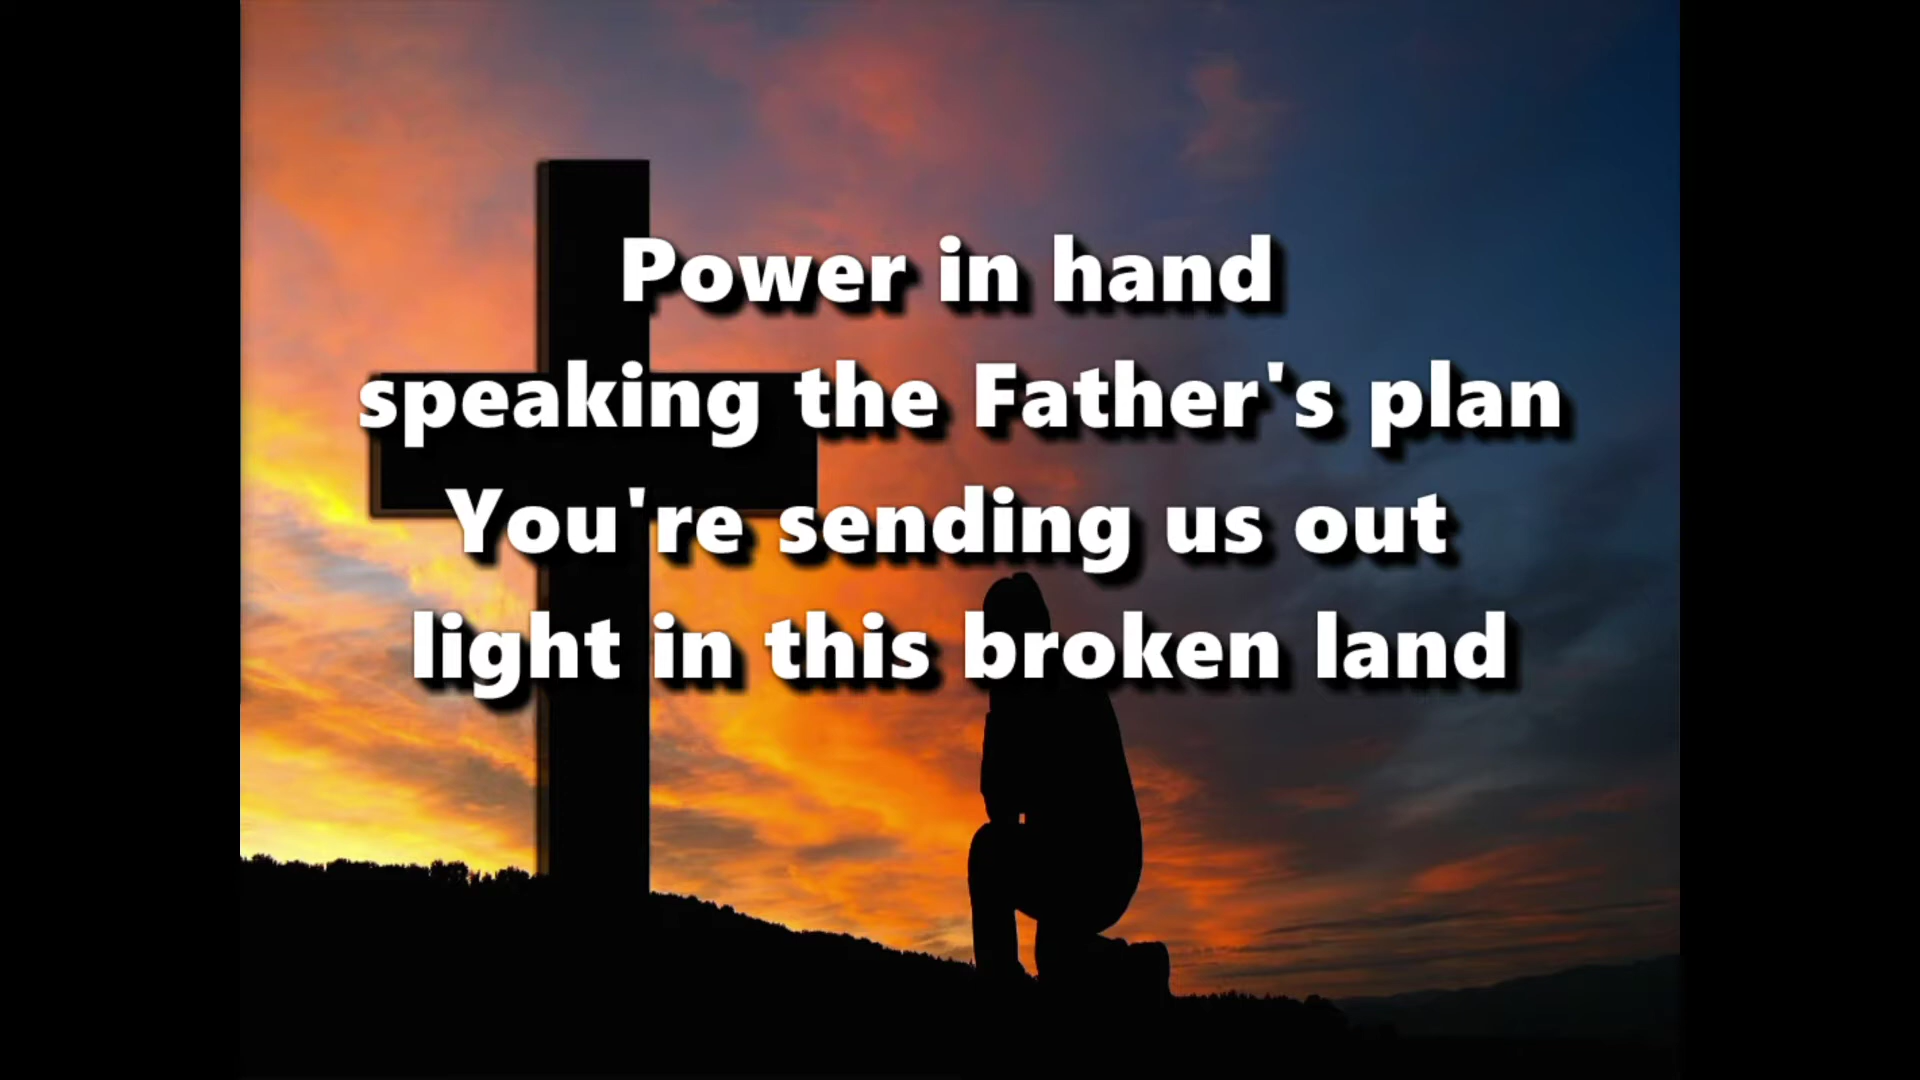 Power in hand
speaking the Father's plan
You're sending us out
light in this broken land